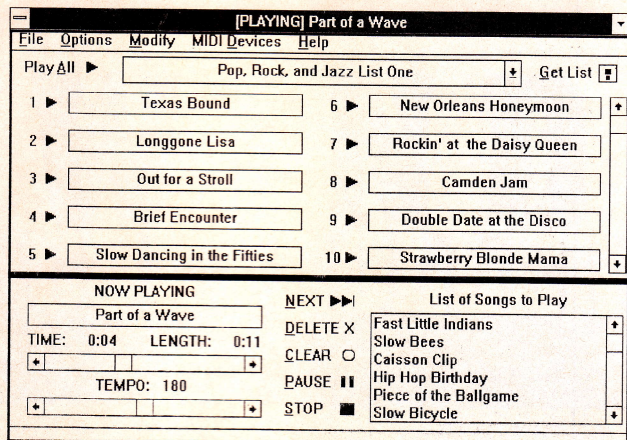 [PLAYING] Part of a Wave
File Options Modify MIDI Devices Help
Play All Pop, Rock, and Jazz List One Get List
1 Texas Bound
2 Longgone Lisa
3 Out for a Stroll
4 Brief Encounter
5 Slow Dancing in the Fifties
6 New Orleans Honeymoon
7 Rockin' at the Daisy Queen
8 Camden Jam
9 Double Date at the Disco
10 Strawberry Blonde Mama
NOW PLAYING
Part of a Wave
TIME: 0:04 LENGTH: 0:11
TEMPO: 180
NEXT
DELETE X
CLEAR O
PAUSE
STOP
List of Songs to Play
Fast Little Indians
Slow Bees
Caisson Clip
Hip Hop Birthday
Piece of the Ballgame
Slow Bicycle